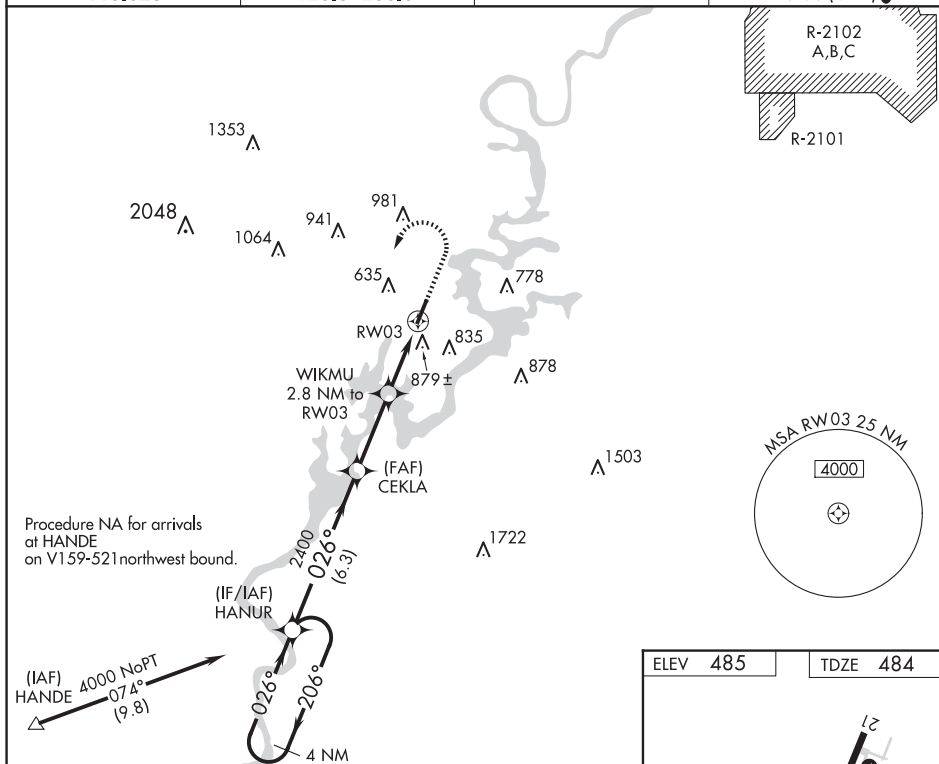 R-2102
A,B,C
R-2101
1353
2048
1064
941
981
635
778
RW03
835
879±
878
WIKMU
2.8 NM to
RW03
(FAF)
CEKLA
1503
MSA RW03 25 NM
4000
1722
Procedure NA for arrivals
at HANDE
on V159-521northwest bound.
2400
026°
(6.3)
(IF/IAF)
HANUR
(IAF)
HANDE
4000 NoPT
074°
(9.8)
026°
206°
4 NM
ELEV 485
TDZE 484
21